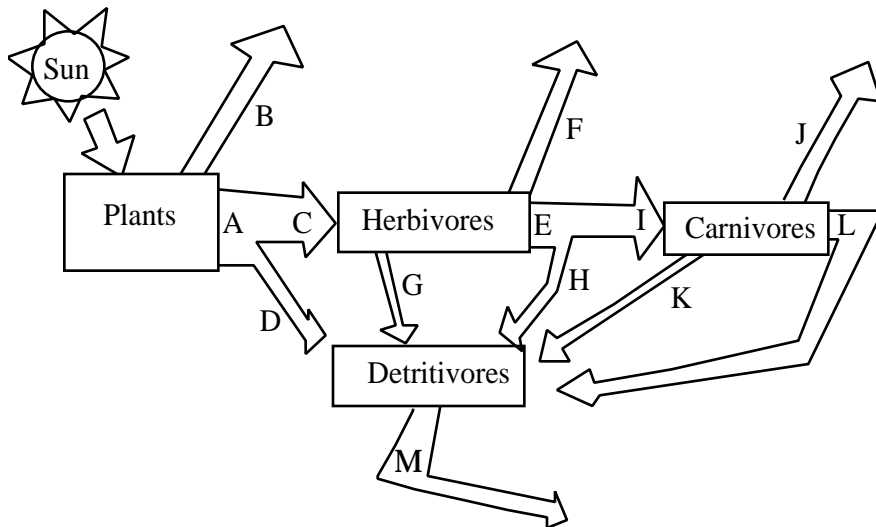 Sun
B
F
J
Plants
A
C
Herbivores
E
I
Carnivores
L
G
H
K
D
Detritivores
M